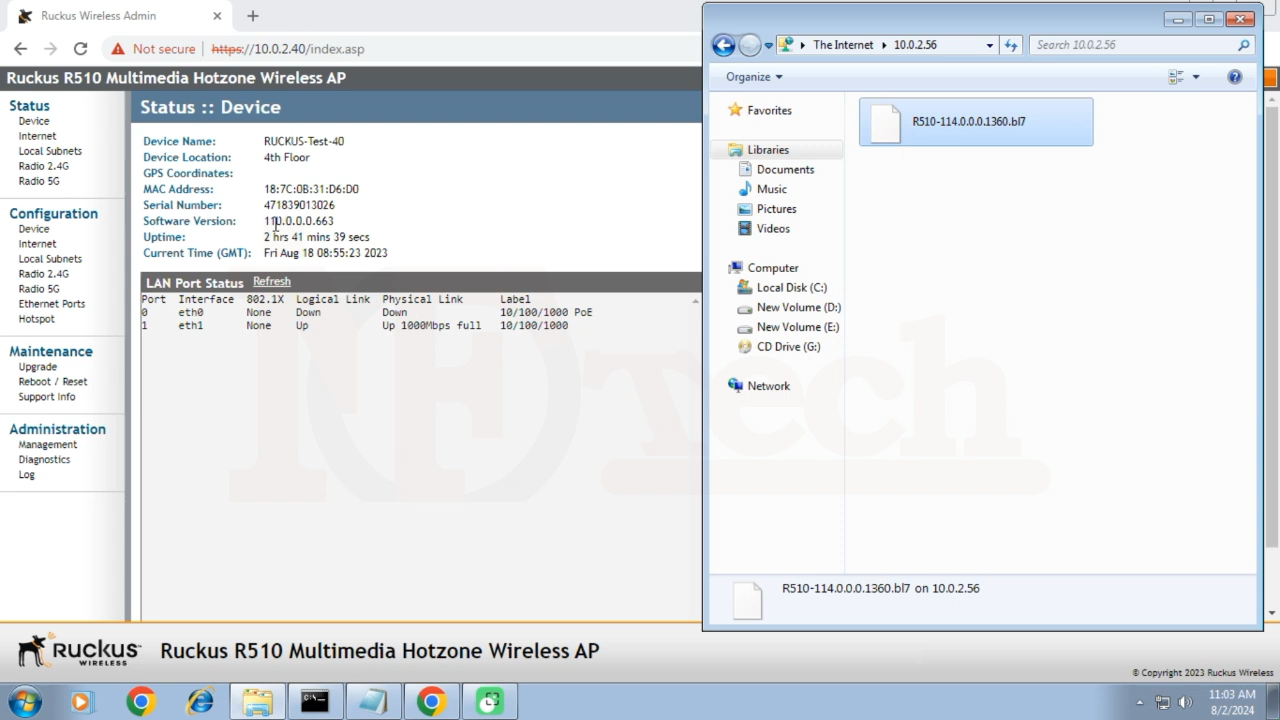 Ruckus Wireless Admin
Not secure https://10.0.2.40/index.asp
Ruckus R510 Multimedia Hotzone Wireless AP
Status
Device
Internet
Local Subnets
Radio 2.4G
Radio 5G
Configuration
Device
Internet
Local Subnets
Radio 2.4G
Radio 5G
Ethernet Ports
Hotspot
Maintenance
Upgrade
Reboot / Reset
Support Info
Administration
Management
Diagnostics
Log
Status :: Device
Device Name: RUCKUS-Test-40
Device Location: 4th Floor
GPS Coordinates:
MAC Address: 18:7C:0B:31:D6:D0
Serial Number: 471839013026
Software Version: 110.0.0.0.663
Uptime: 2 hrs 41 mins 39 secs
Current Time (GMT): Fri Aug 18 08:55:23 2023
LAN Port Status Refresh
Port Interface 802.1X Logical Link Physical Link Label
0 eth0 None Down Down 10/100/1000 PoE
1 eth1 None Up Up 1000Mbps full 10/100/1000
The Internet 10.0.2.56 Search 10.0.2.56
Organize
Favorites
Libraries
Documents
Music
Pictures
Videos
Computer
Local Disk (C:)
New Volume (D:)
New Volume (E:)
CD Drive (G:)
Network
R510-114.0.0.0.1360.bl7
R510-114.0.0.0.1360.bl7 on 10.0.2.56
Tech
RUCKUS
WIRELESS
Ruckus R510 Multimedia Hotzone Wireless AP
© Copyright 2023 Ruckus Wireless
11:03 AM
8/2/2024